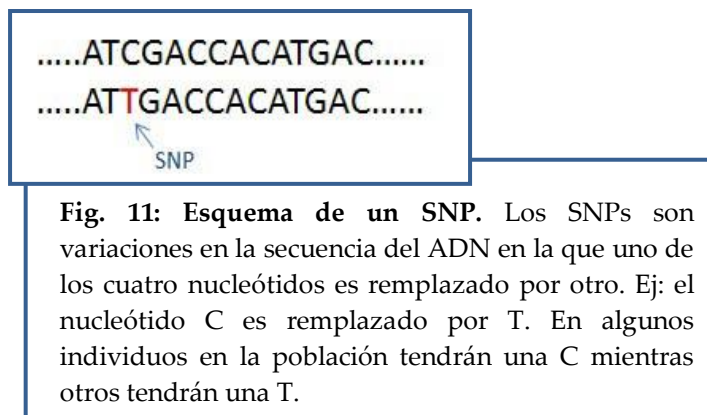 .....ATCGACCACATGAC......
.....ATTGACCACATGAC......
SNP
Fig. 11: Esquema de un SNP. Los SNPs son
variaciones en la secuencia del ADN en la que uno de
los cuatro nucleótidos es remplazado por otro. Ej: el
nucleótido C es remplazado por T. En algunos
individuos en la población tendrán una C mientras
otros tendrán una T.